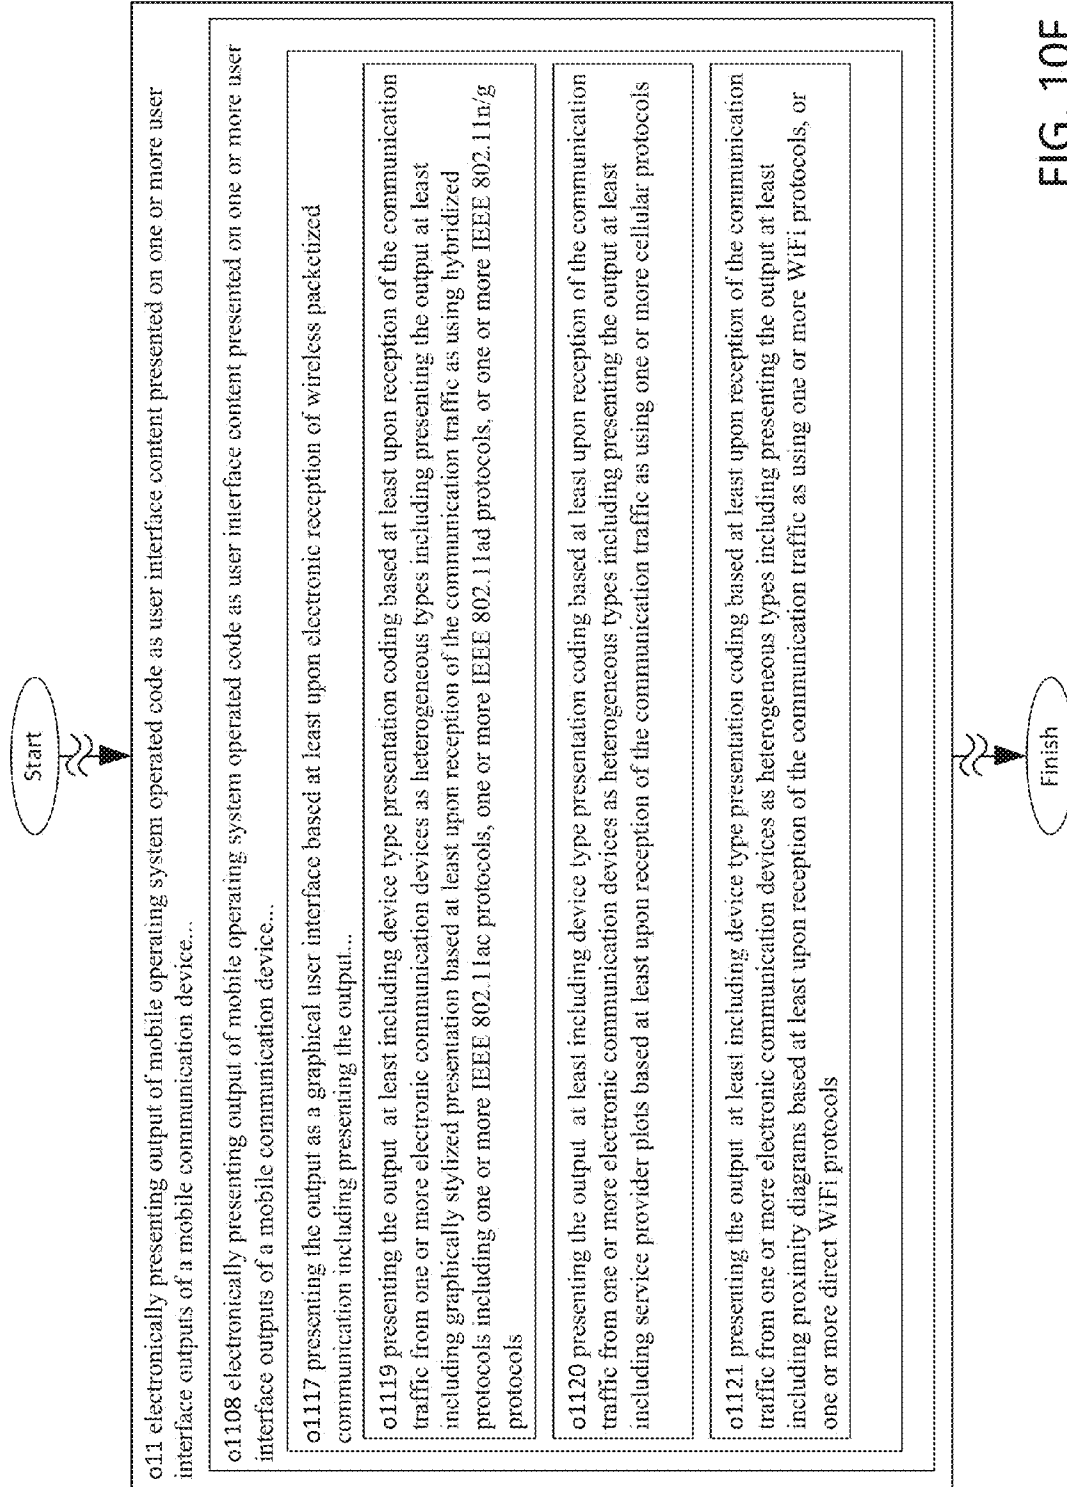 Start
o11 electronically presenting output of mobile operating system operated code as user interface content presented on one or more user
interface outputs of a mobile communication device...
o1108 electronically presenting output of mobile operating system operated code as user interface content presented on one or more user
interface outputs of a mobile communication device...
o1117 presenting the output as a graphical user interface based at least upon electronic reception of wireless packetized
communication including presenting the output...
o1119 presenting the output at least including device type presentation coding based at least upon reception of the communication
traffic from one or more electronic communication devices as heterogeneous types including presenting the output at least
including graphically stylized presentation based at least upon reception of the communication traffic as using hybridized
protocols including one or more IEEE 802.11ac protocols, one or more IEEE 802.11ad protocols, or one or more IEEE 802.11n/g
protocols
o1120 presenting the output at least including device type presentation coding based at least upon reception of the communication
traffic from one or more electronic communication devices as heterogeneous types including presenting the output at least
including service provider plots based at least upon reception of the communication traffic as using one or more cellular protocols
o1121 presenting the output at least including device type presentation coding based at least upon reception of the communication
traffic from one or more electronic communication devices as heterogeneous types including presenting the output at least
including proximity diagrams based at least upon reception of the communication traffic as using one or more WiFi protocols, or
one or more direct WiFi protocols
Finish
FIG.